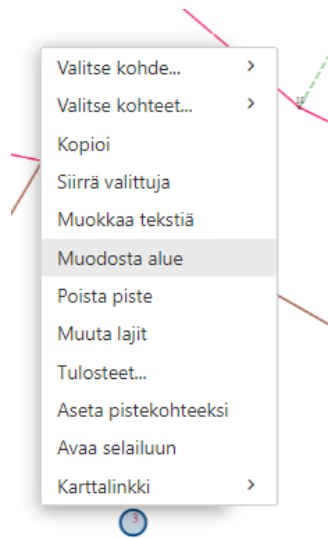 Valitse kohde...
Valitse kohteet...
Kopioi
Siirrä valittuja
Muokkaa tekstiä
Muodosta alue
Poista piste
Muuta lajit
Tulosteet...
Aseta pistekohteeksi
Avaa selailuun
Karttalinkki
3